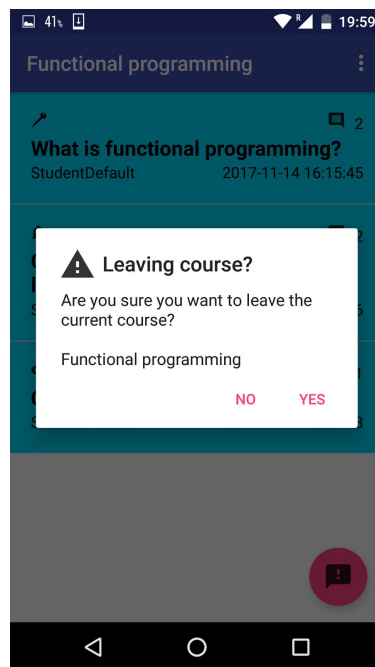 41% R 19:59
Functional programming
2
What is functional programming?
StudentDefault 2017-11-14 16:15:45
2
Leaving course?
Are you sure you want to leave the
current course?
Functional programming
NO YES